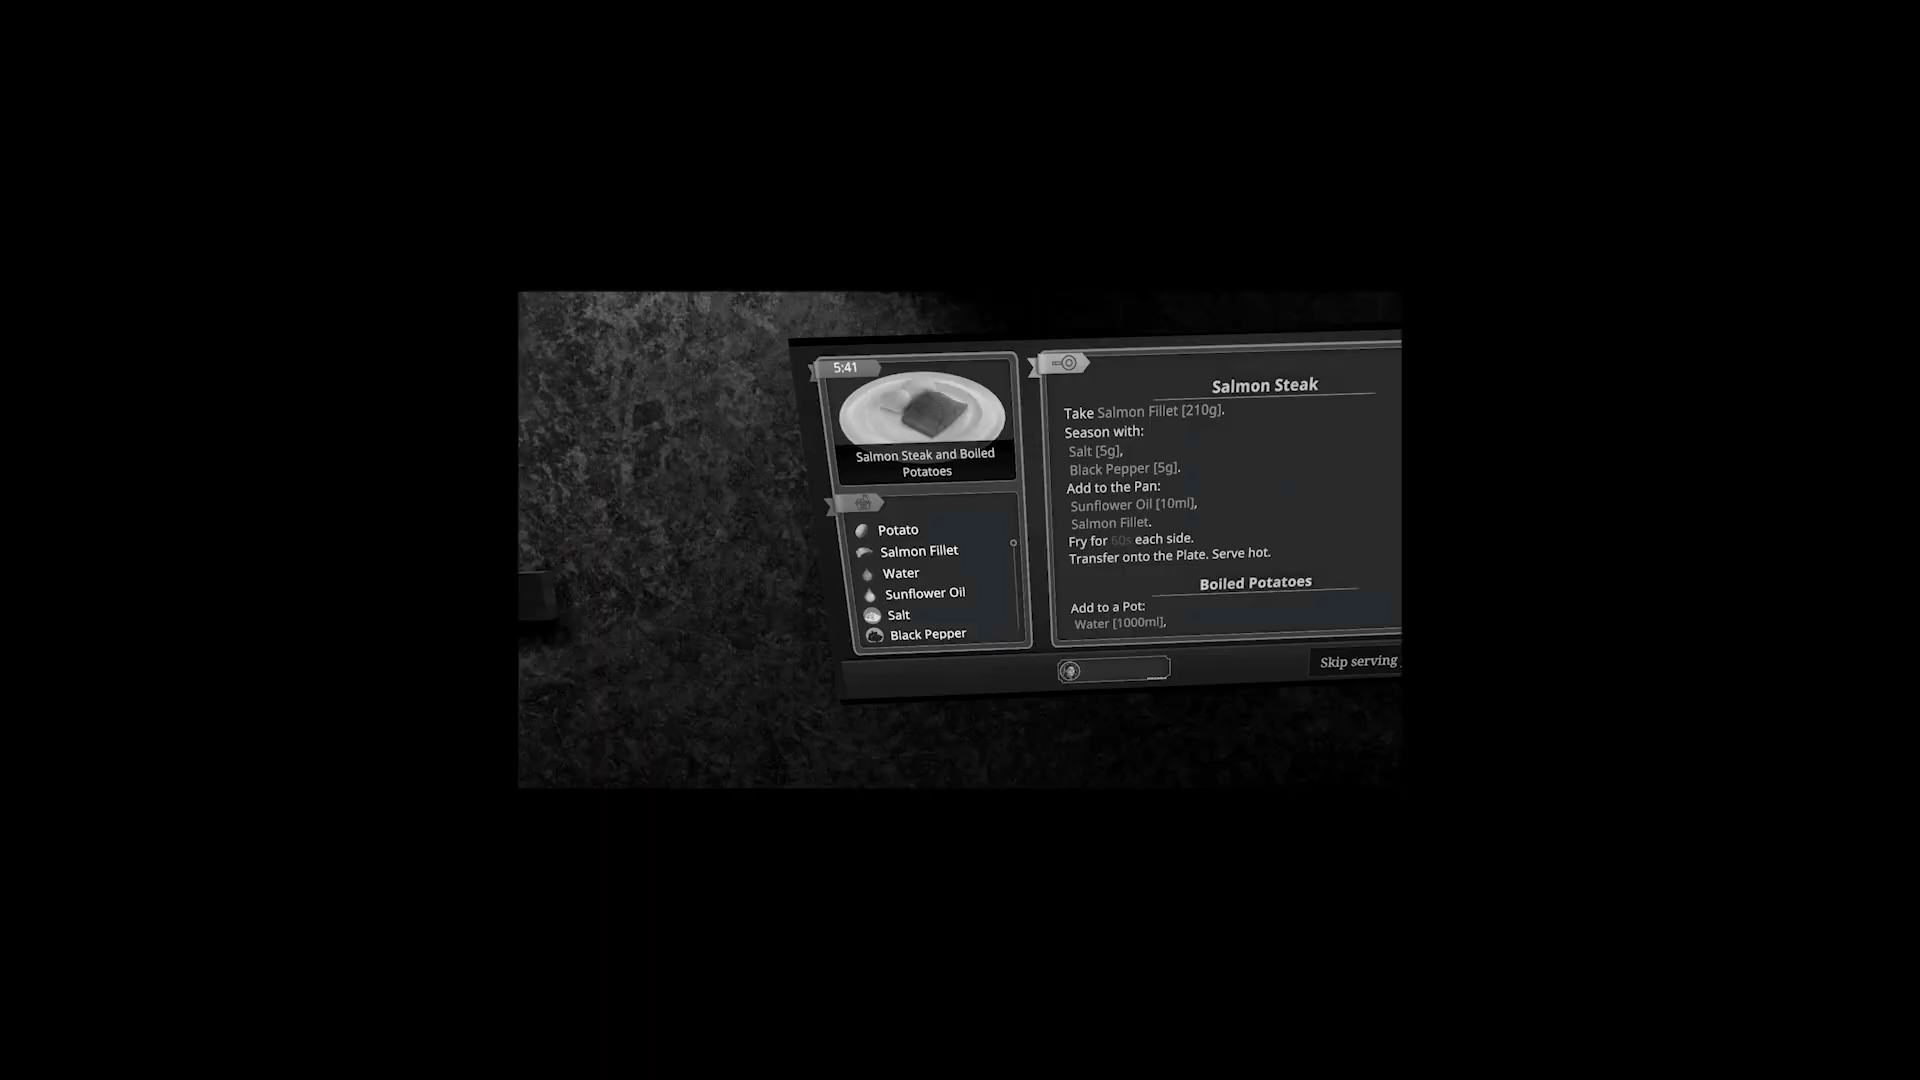 5:41
Salmon Steak and Boiled
Potatoes
Potato
Salmon Fillet
Water
Sunflower Oil
Salt
Black Pepper
Salmon Steak
Take Salmon Fillet [210g].
Season with:
Salt [5g],
Black Pepper [5g].
Add to the Pan:
Sunflower Oil [10ml],
Salmon Fillet.
Fry for 60s each side.
Transfer onto the Plate. Serve hot.
Boiled Potatoes
Add to a Pot:
Water [1000ml],
Skip serving